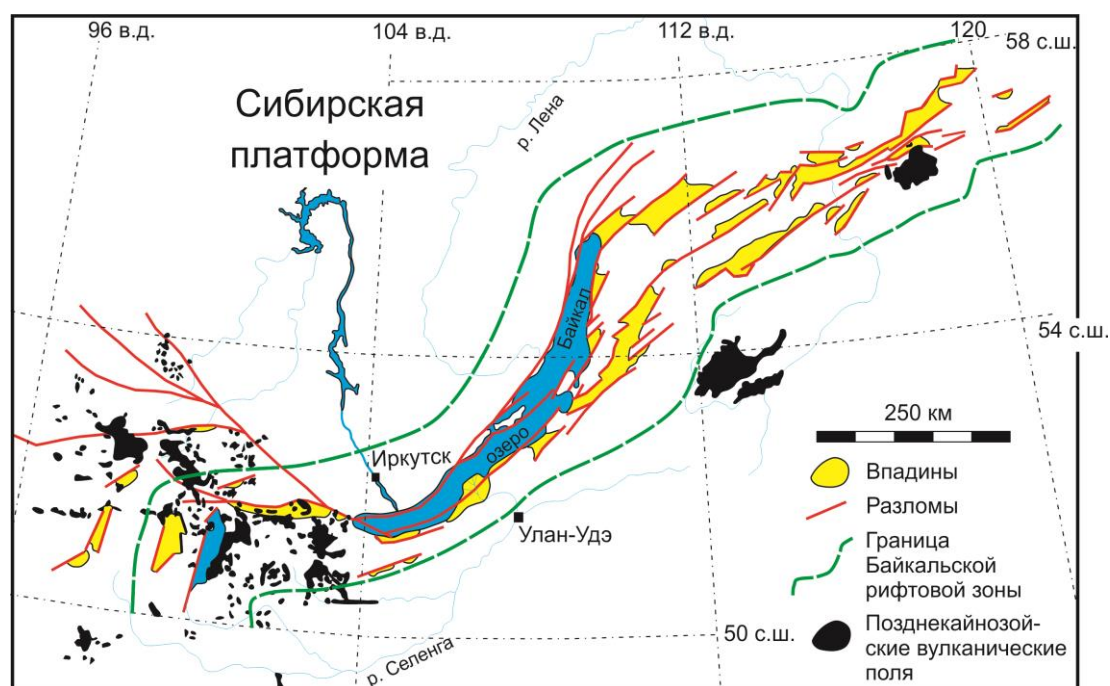 96 в.д.
104 в.д.
112 в.д.
120
58 с.ш.
Сибирская
платформа
р. Лена
Байкал
озеро
54 с.ш.
Иркутск
Улан-Удэ
50 с.ш.
р. Селенга
250 км
Впадины
Разломы
Граница
Байкальской
рифтовой зоны
Позднекайнозой-
ские вулканические
поля